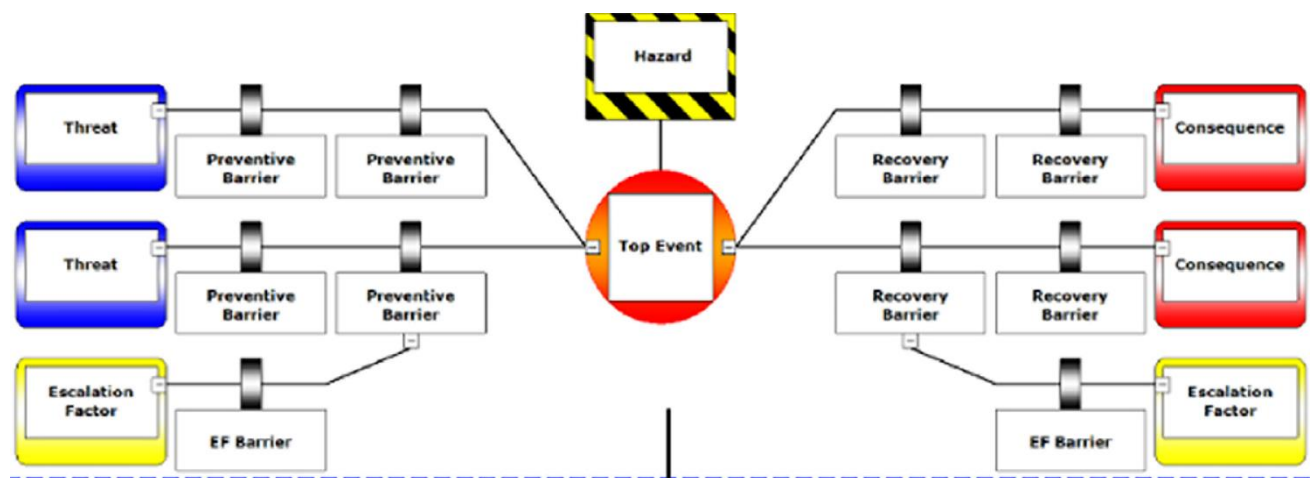 Hazard
Threat
Preventive
Barrier
Preventive
Barrier
Recovery
Barrier
Recovery
Barrier
Consequence
Top Event
Threat
Preventive
Barrier
Preventive
Barrier
Recovery
Barrier
Recovery
Barrier
Consequence
Escalation
Factor
EF Barrier
EF Barrier
Escalation
Factor